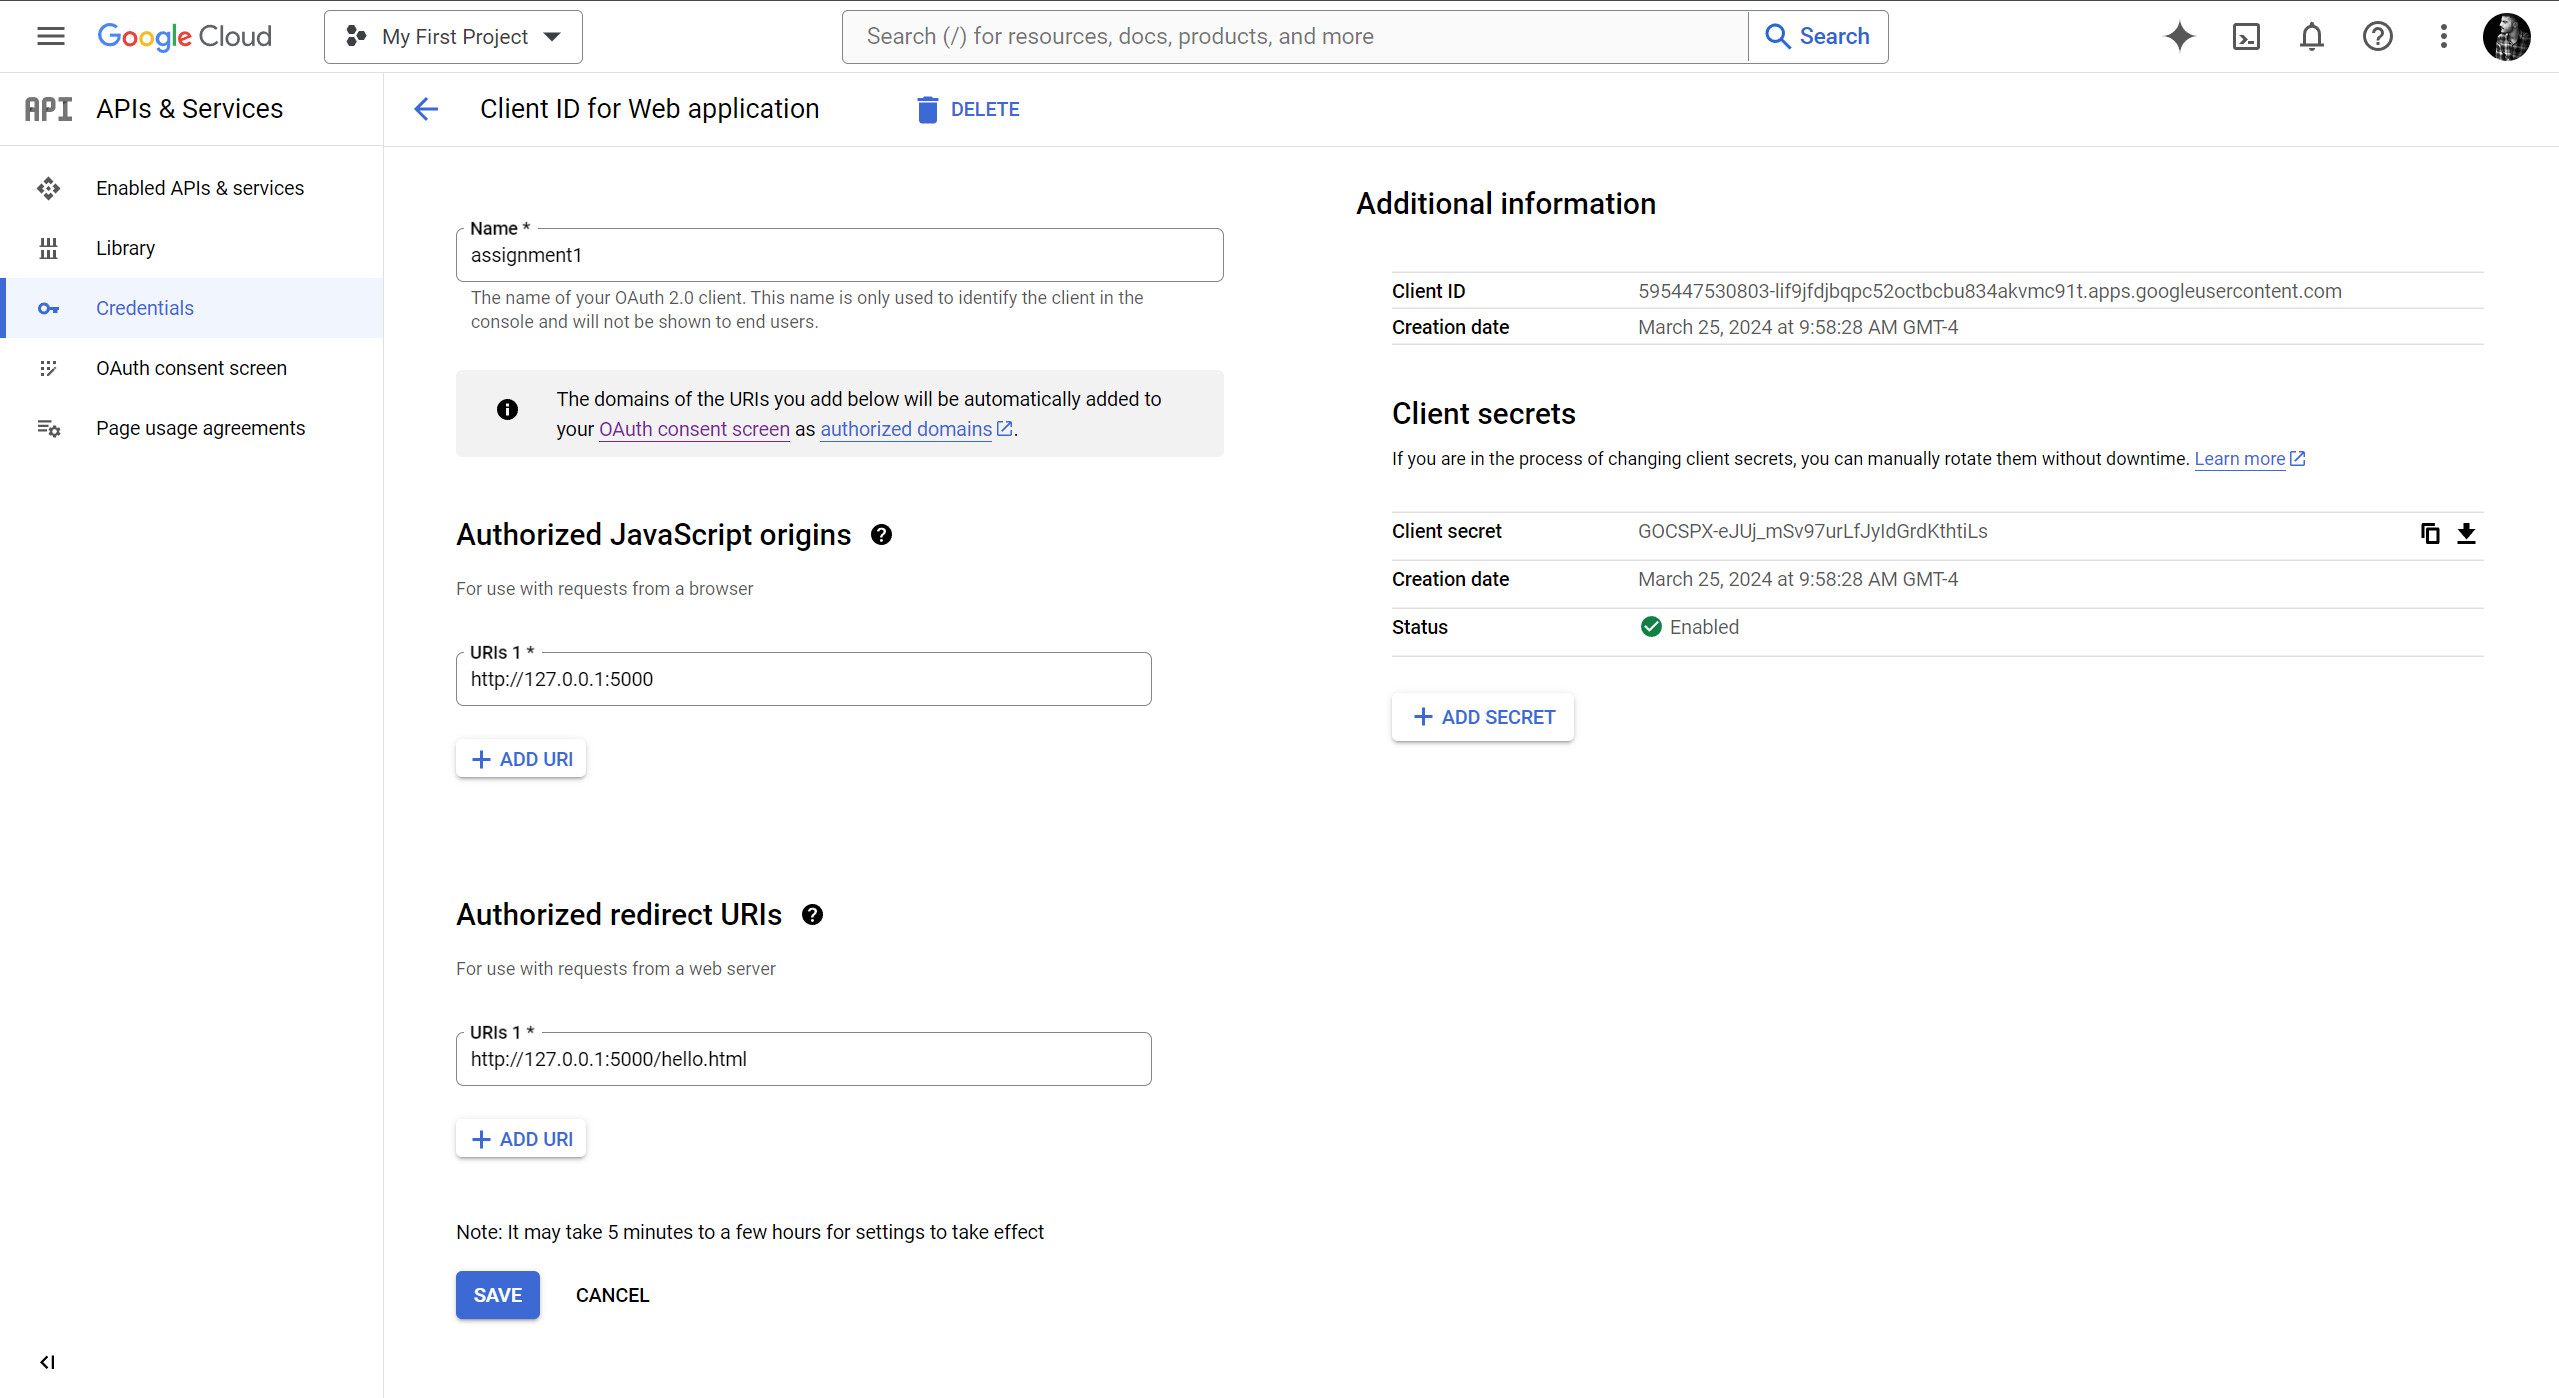 Google Cloud
My First Project
Search (/) for resources, docs, products, and more
Search
API
APIs & Services
Client ID for Web application
DELETE
Enabled APIs & services
Library
Credentials
OAuth consent screen
Page usage agreements
Name *
assignment1
The name of your OAuth 2.0 client. This name is only used to identify the client in the
console and will not be shown to end users.
The domains of the URIs you add below will be automatically added to
your OAuth consent screen as authorized domains.
Authorized JavaScript origins
For use with requests from a browser
URIs 1 *
http://127.0.0.1:5000
ADD URI
Authorized redirect URIs
For use with requests from a web server
URIs 1 *
http://127.0.0.1:5000/hello.html
ADD URI
Note: It may take 5 minutes to a few hours for settings to take effect
SAVE
CANCEL
Additional information
Client ID 595447530803-lif9jfdjbqpc52octbcbu834akvmc91t.apps.googleusercontent.com
Creation date March 25, 2024 at 9:58:28 AM GMT-4
Client secrets
If you are in the process of changing client secrets, you can manually rotate them without downtime. Learn more
Client secret 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
Creation date March 25, 2024 at 9:58:28 AM GMT-4
Status Enabled
ADD SECRET